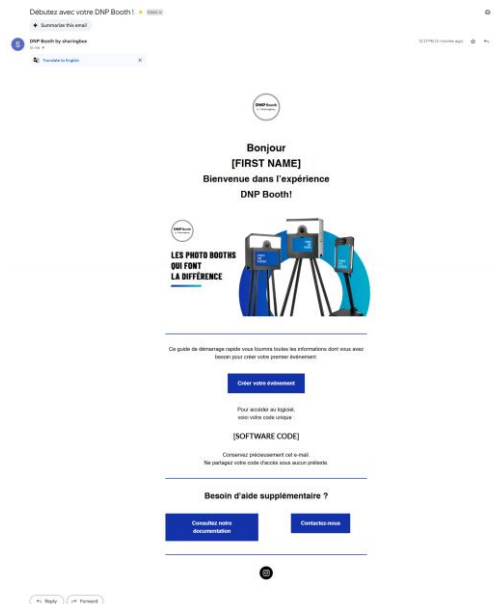 Débutez avec votre DNP Booth !
Summarize this email
S
DNP Booth by sharingbox
to me
Translate to English
DNP Booth
Bonjour
[FIRST NAME]
Bienvenue dans l'expérience
DNP Booth!
DNP Booth
LES PHOTO BOOTHS
QUI FONT
LA DIFFÉRENCE
Ce guide de démarrage rapide vous fournira toutes les informations dont vous avez
besoin pour créer votre premier événement.
Créer votre événement
Pour accéder au logiciel,
voici votre code unique :
[SOFTWARE CODE]
Conservez précieusement cet e-mail.
Ne partagez votre code d'accès sous aucun prétexte.
Besoin d'aide supplémentaire ?
Consultez notre
documentation
Contactez-nous
Reply
Forward